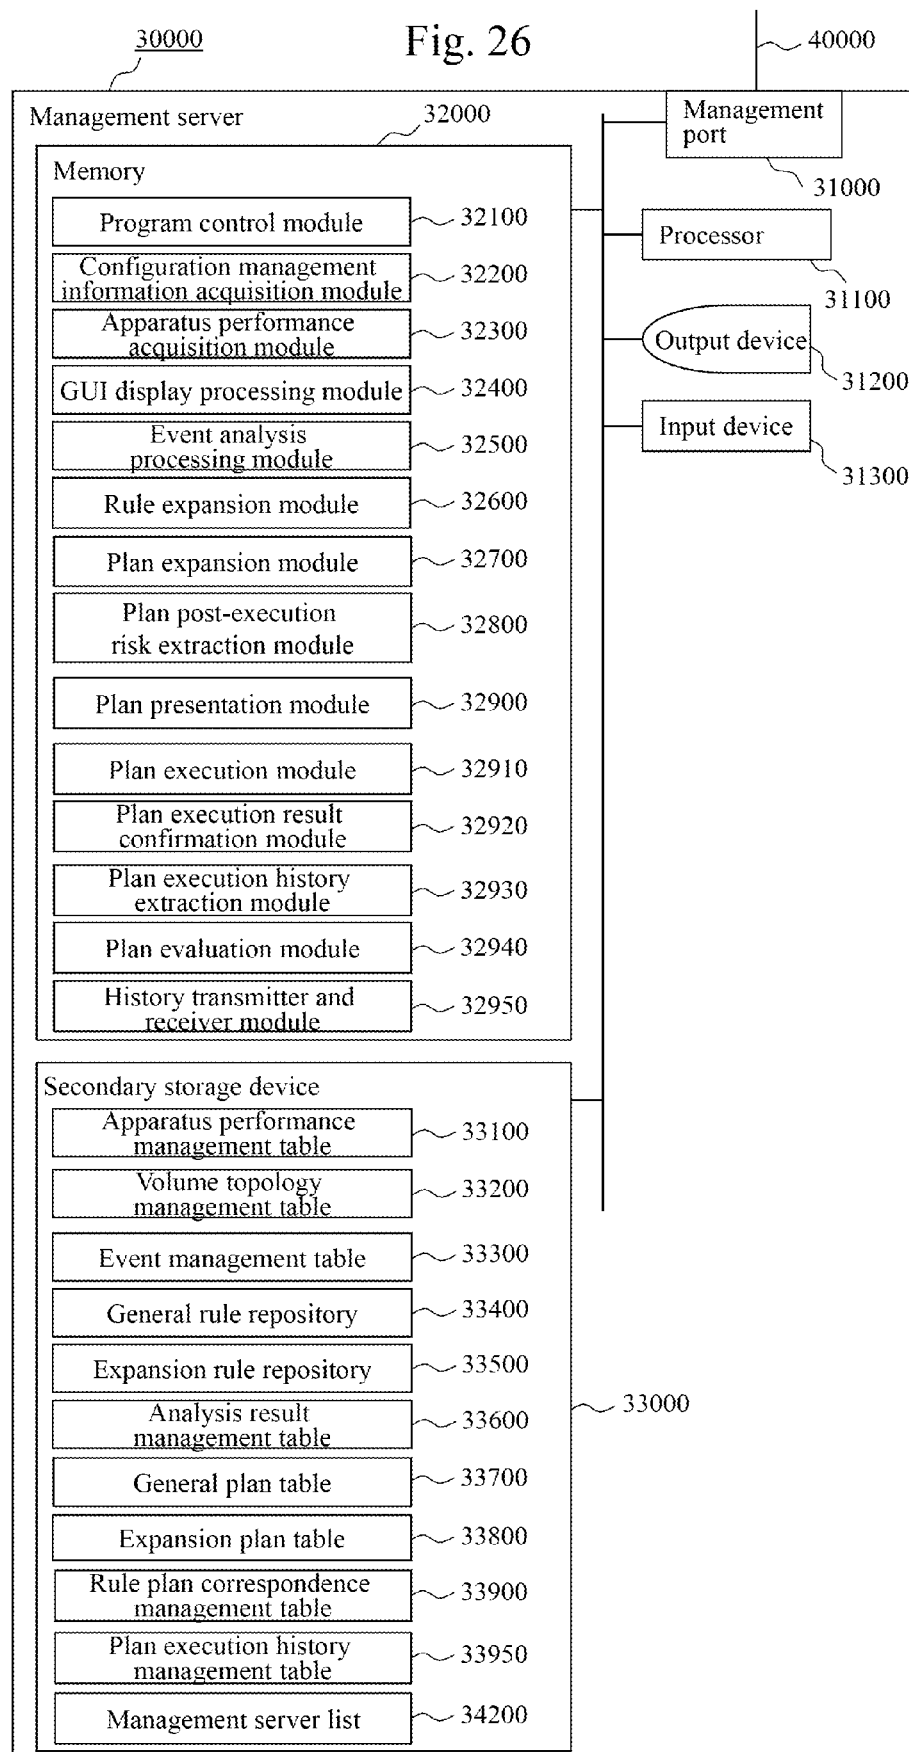 Fig. 26
30000
40000
Management server
32000
Management
port
31000
Memory
Program control module
32100
Processor
31100
Configuration management
information acquisition module
32200
Apparatus performance
acquisition module
32300
Output device
31200
GUI display processing module
32400
Event analysis
processing module
32500
Input device
31300
Rule expansion module
32600
Plan expansion module
32700
Plan post-execution
risk extraction module
32800
Plan presentation module
32900
Plan execution module
32910
Plan execution result
confirmation module
32920
Plan execution history
extraction module
32930
Plan evaluation module
32940
History transmitter and
receiver module
32950
Secondary storage device
Apparatus performance
management table
33100
Volume topology
management table
33200
Event management table
33300
General rule repository
33400
Expansion rule repository
33500
33000
Analysis result
management table
33600
General plan table
33700
Expansion plan table
33800
Rule plan correspondence
management table
33900
Plan execution history
management table
33950
Management server list
34200